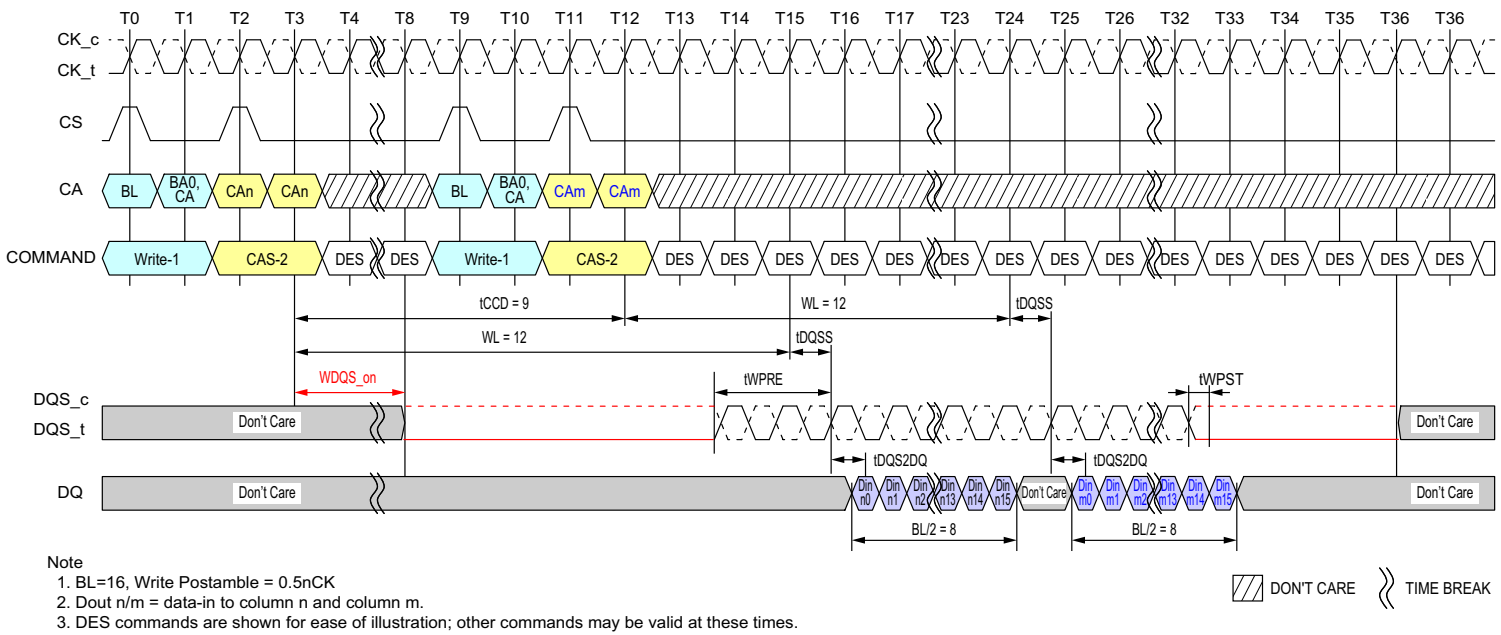 T0 T1 T2 T3 T4 T8 T9 T10 T11 T12 T13 T14 T15 T16 T17 T23 T24 T25 T26 T32 T33 T34 T35 T36 T36
CK_c
CK_t
CS
CA BL BA0, CA CAn CAn BL BA0, CA CAm CAm
COMMAND Write-1 CAS-2 DES DES Write-1 CAS-2 DES DES DES DES DES DES DES DES DES DES DES DES DES DES DES
tCCD = 9 WL = 12 tDQSS
WL = 12 tDQSS
WDQS_on tWPRE tWPST
DQS_c
DQS_t Don't Care Don't Care
tDQS2DQ tDQS2DQ
DQ Don't Care Din n0 Din n1 Din n2 Din n13 Din n14 Din n15 Don't Care Din m0 Din m1 Din m2 Din m13 Din m14 Din m15 Don't Care
BL/2 = 8 BL/2 = 8
Note
1. BL=16, Write Postamble = 0.5nCK
2. Dout n/m = data-in to column n and column m.
3. DES commands are shown for ease of illustration; other commands may be valid at these times.
DON'T CARE TIME BREAK